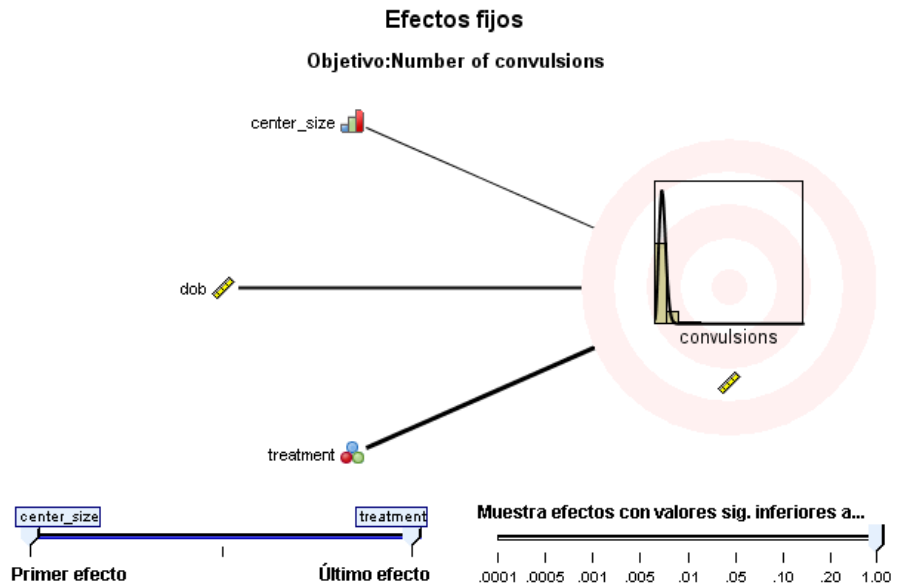 Efectos fijos
Objetivo:Number of convulsions
center_size
dob
convulsions
treatment
center_size
treatment
Primer efecto
Último efecto
Muestra efectos con valores sig. inferiores a...
.0001 .0005 .001 .005 .01 .05 .10 .20 1.00